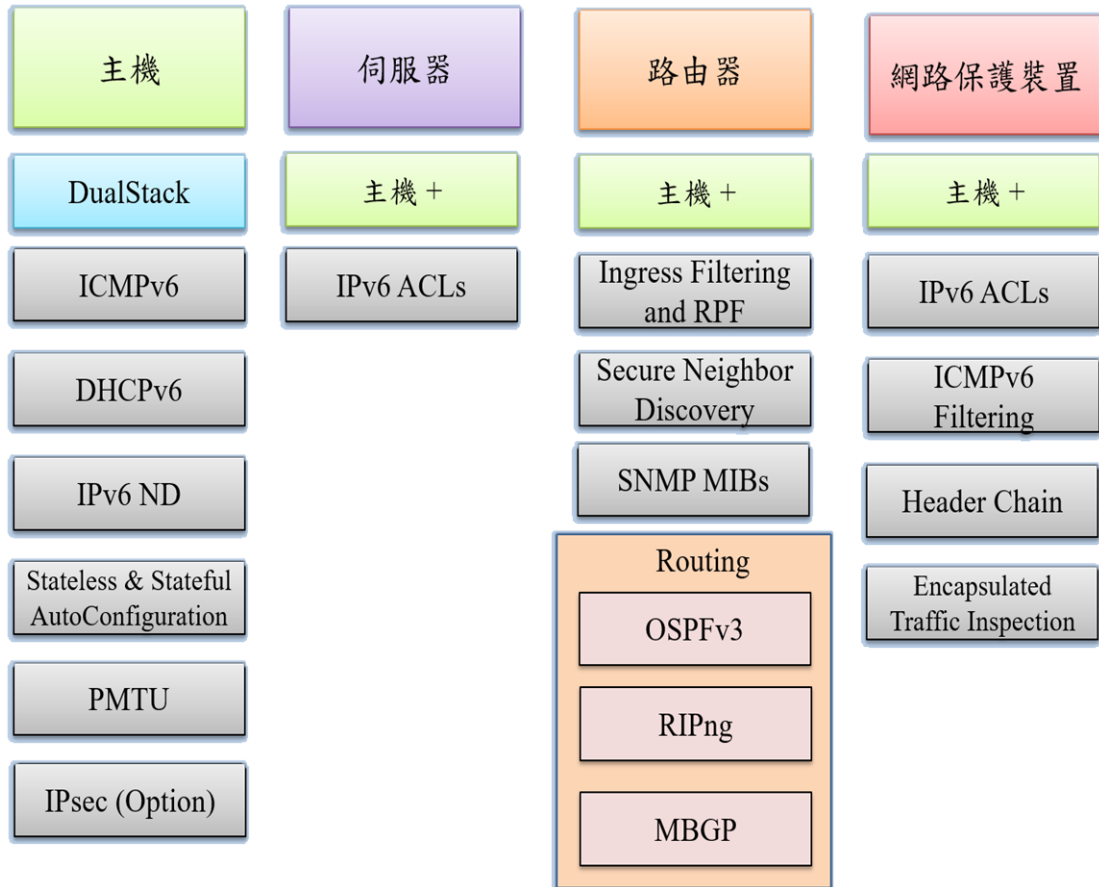 主機
DualStack
ICMPv6
DHCPv6
IPv6 ND
Stateless & Stateful
AutoConfiguration
PMTU
IPsec (Option)
伺服器
主機 +
IPv6 ACLs
路由器
主機 +
Ingress Filtering
and RPF
Secure Neighbor
Discovery
SNMP MIBs
Routing
OSPFv3
RIPng
MBGP
網路保護裝置
主機 +
IPv6 ACLs
ICMPv6
Filtering
Header Chain
Encapsulated
Traffic Inspection